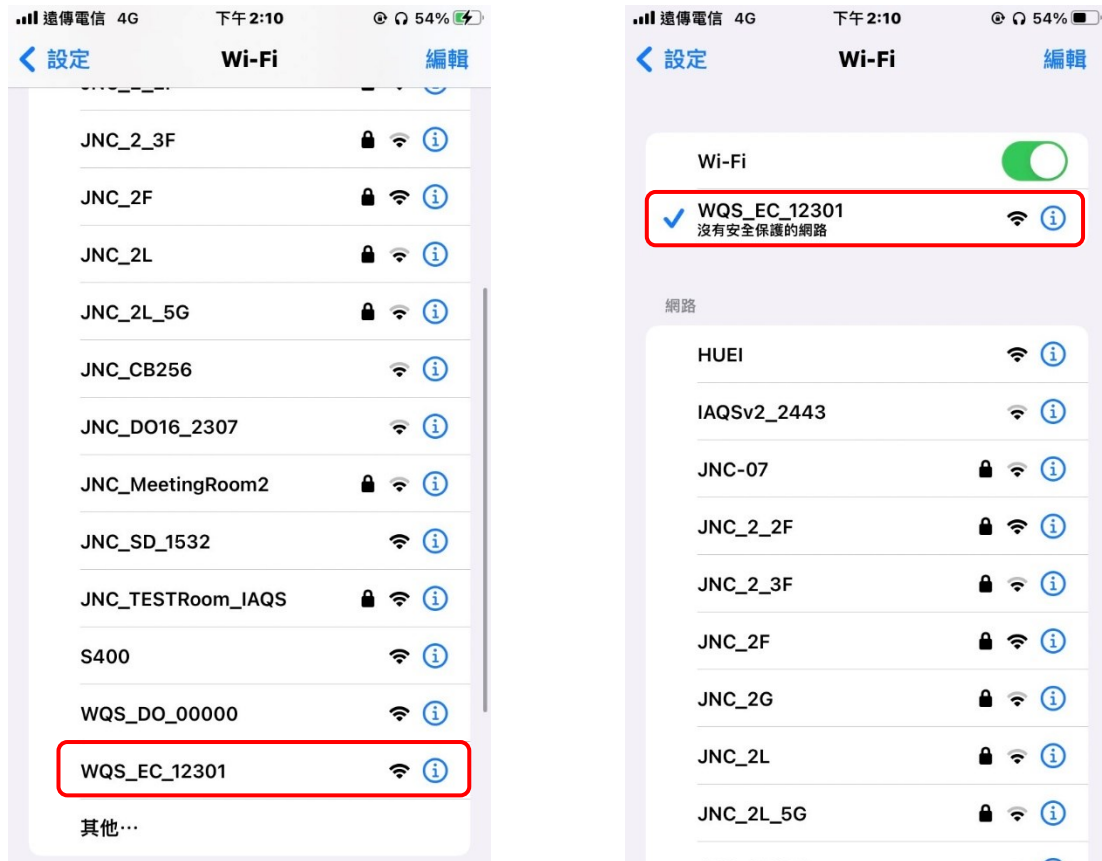 遠傳電信 4G 下午2:10 54%
設定 Wi-Fi 編輯
JNC_2_3F
JNC_2F
JNC_2L
JNC_2L_5G
JNC_CB256
JNC_DO16_2307
JNC_MeetingRoom2
JNC_SD_1532
JNC_TESTRoom_IAQS
S400
WQS_DO_00000
WQS_EC_12301
其他…
遠傳電信 4G 下午2:10 54%
設定 Wi-Fi 編輯
Wi-Fi
WQS_EC_12301
沒有安全保護的網路
網路
HUEI
IAQSv2_2443
JNC-07
JNC_2_2F
JNC_2_3F
JNC_2F
JNC_2G
JNC_2L
JNC_2L_5G